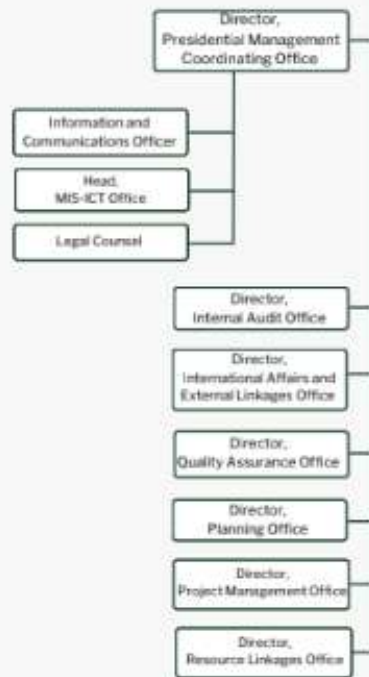 Director,
Presidential Management
Coordinating Office
Information and
Communications Officer
Head,
MIS-ICT Office
Legal Counsel
Director,
Internal Audit Office
Director,
International Affairs and
External Linkages Office
Director,
Quality Assurance Office
Director,
Planning Office
Director,
Project Management Office
Director,
Resource Linkages Office